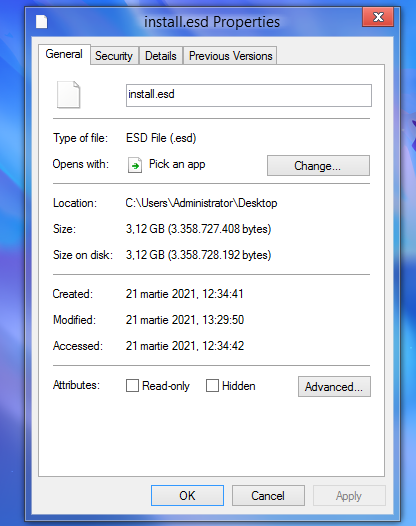 install.esd Properties
General Security Details Previous Versions
install.esd
Type of file: ESD File (.esd)
Opens with: Pick an app Change...
Location: C:\Users\Administrator\Desktop
Size: 3,12 GB (3.358.727.408 bytes)
Size on disk: 3,12 GB (3.358.728.192 bytes)
Created: 21 martie 2021, 12:34:41
Modified: 21 martie 2021, 13:29:50
Accessed: 21 martie 2021, 12:34:42
Attributes: Read-only Hidden Advanced...
OK Cancel Apply